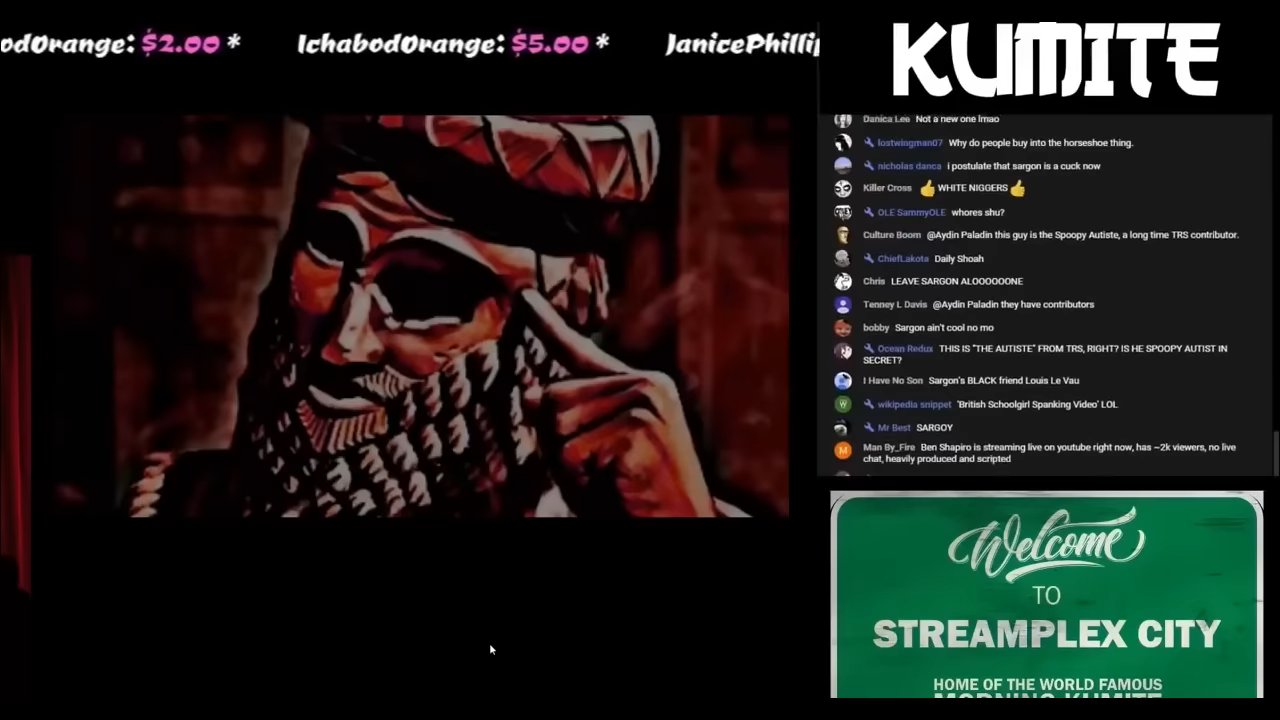 odOrange: $2.00 * IchabodOrange: $5.00 * JanicePhillip
KUMITE
Danica Lee Not a new one lmao
lostwingman07 Why do people buy into the horseshoe thing.
nicholas danca i postulate that sargon is a cuck now
Killer Cross 👍 WHITE NIGGERS 👍
OLE SammyOLE whores shu?
Culture Boom @Aydin Paladin this guy is the Spoopy Autiste, a long time TRS contributor.
ChiefLakota Daily Shoah
Chris LEAVE SARGON ALOOOOOONE
Tenney L Davis @Aydin Paladin they have contributors
bobby Sargon ain't cool no mo
Ocean Redux THIS IS "THE AUTISTE" FROM TRS, RIGHT? IS HE SPOOPY AUTIST IN
SECRET?
I Have No Son Sargon's BLACK friend Louis Le Vau
W
wikipedia snippet 'British Schoolgirl Spanking Video' LOL
Mr Best SARGOY
M
Man By_Fire Ben Shapiro is streaming live on youtube right now, has ~2k viewers, no live
chat, heavily produced and scripted
Welcome
TO
STREAMPLEX CITY
HOME OF THE WORLD FAMOUS
MORNING KUMITE